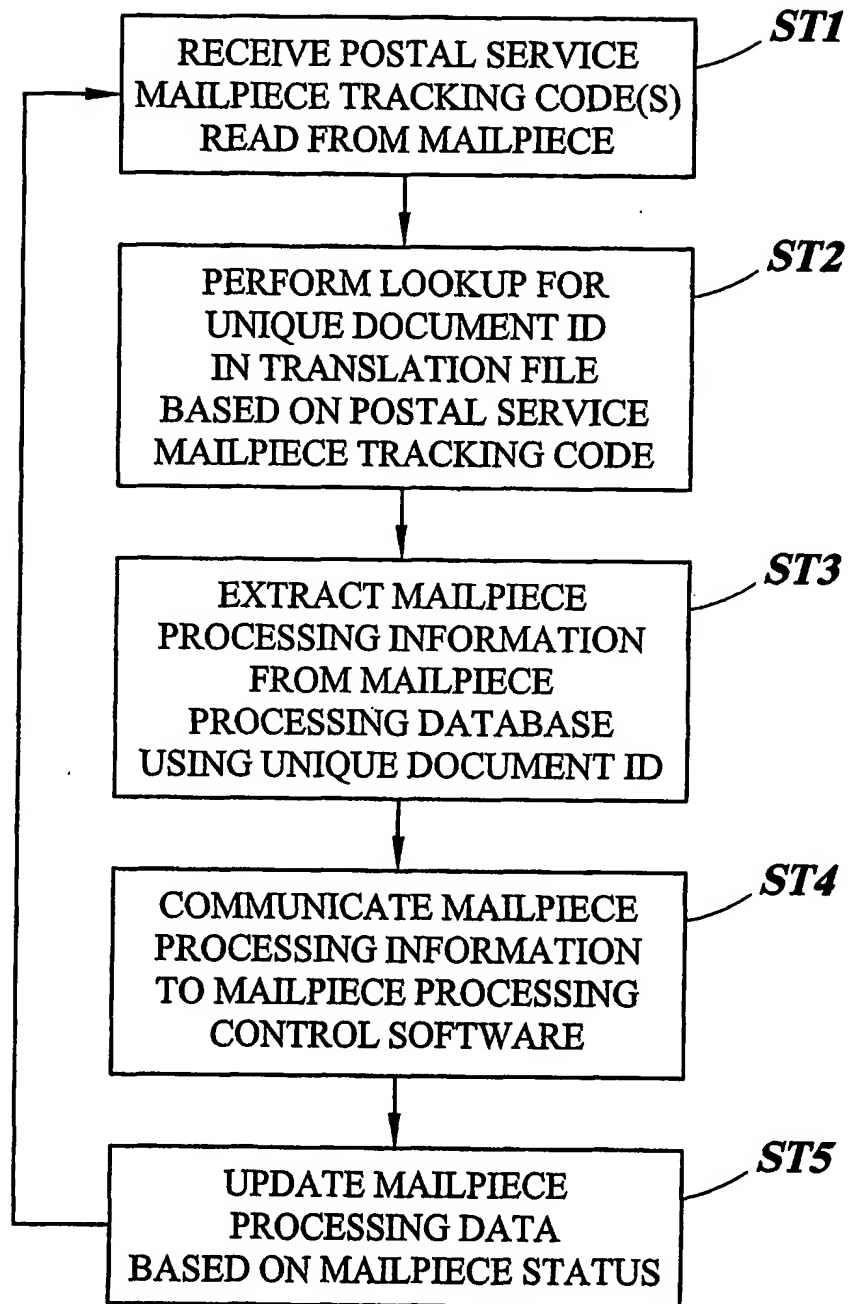 ST1
RECEIVE POSTAL SERVICE
MAILPIECE TRACKING CODE(S)
READ FROM MAILPIECE
ST2
PERFORM LOOKUP FOR
UNIQUE DOCUMENT ID
IN TRANSLATION FILE
BASED ON POSTAL SERVICE
MAILPIECE TRACKING CODE
ST3
EXTRACT MAILPIECE
PROCESSING INFORMATION
FROM MAILPIECE
PROCESSING DATABASE
USING UNIQUE DOCUMENT ID
ST4
COMMUNICATE MAILPIECE
PROCESSING INFORMATION
TO MAILPIECE PROCESSING
CONTROL SOFTWARE
ST5
UPDATE MAILPIECE
PROCESSING DATA
BASED ON MAILPIECE STATUS